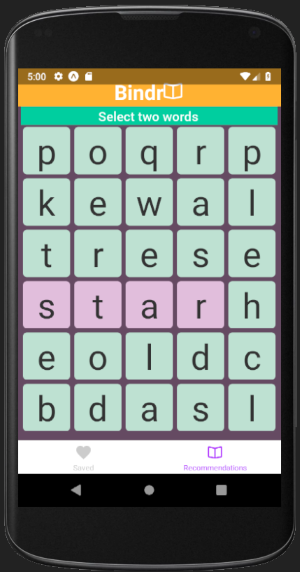 5:00
Bindr
Select two words
p o q r p
k e w a l
t r e s e
s t a r h
e o l d c
b d a s l
Saved
Recommendations